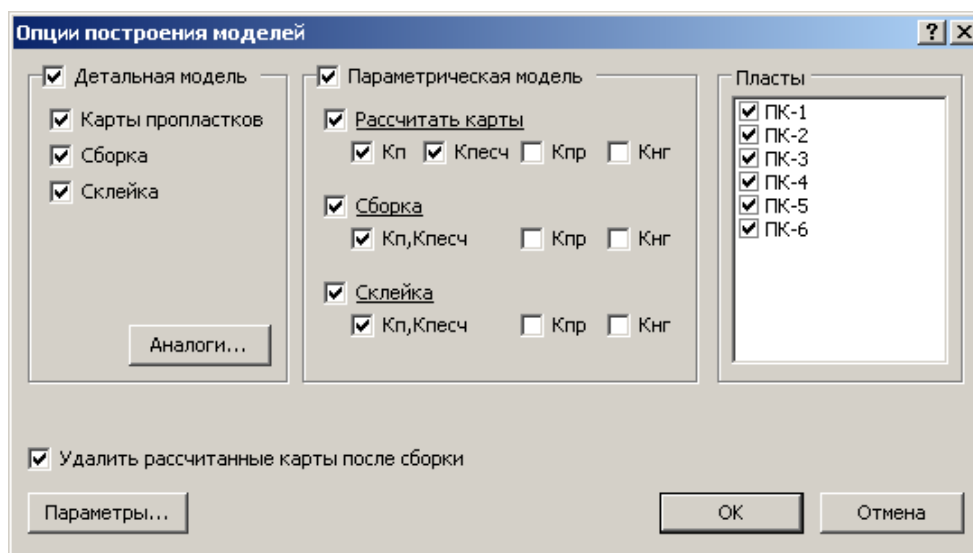 Опции построения моделей
Детальная модель
Карты пропластков
Сборка
Склейка
Аналоги...
Параметрическая модель
Рассчитать карты
Кп Кпесч Кпр Кнг
Сборка
Кп,Кпесч Кпр Кнг
Склейка
Кп,Кпесч Кпр Кнг
Пласты
ПК-1
ПК-2
ПК-3
ПК-4
ПК-5
ПК-6
Удалить рассчитанные карты после сборки
Параметры...
ОК
Отмена